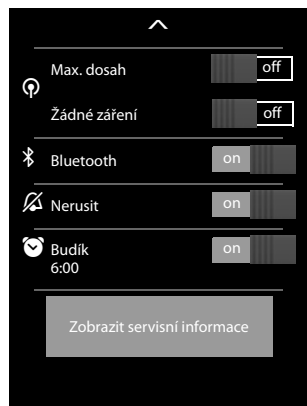 Max. dosah off
Žádné záření off
Bluetooth on
Nerusit on
Budík on
6:00
Zobrazit servisní informace